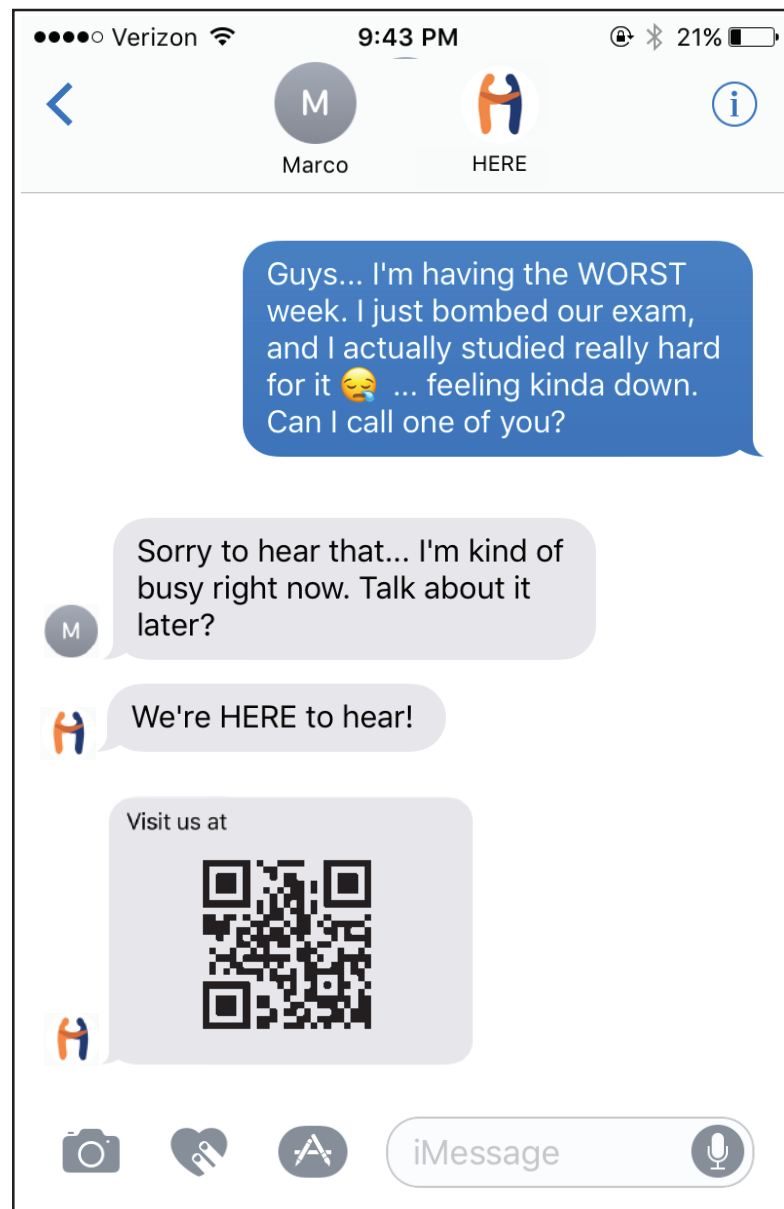 Verizon 9:43 PM 21%
M
Marco HERE
Guys... I'm having the WORST
week. I just bombed our exam,
and I actually studied really hard
for it 😪 ... feeling kinda down.
Can I call one of you?
Sorry to hear that... I'm kind of
busy right now. Talk about it
later?
M
We're HERE to hear!
Visit us at
iMessage